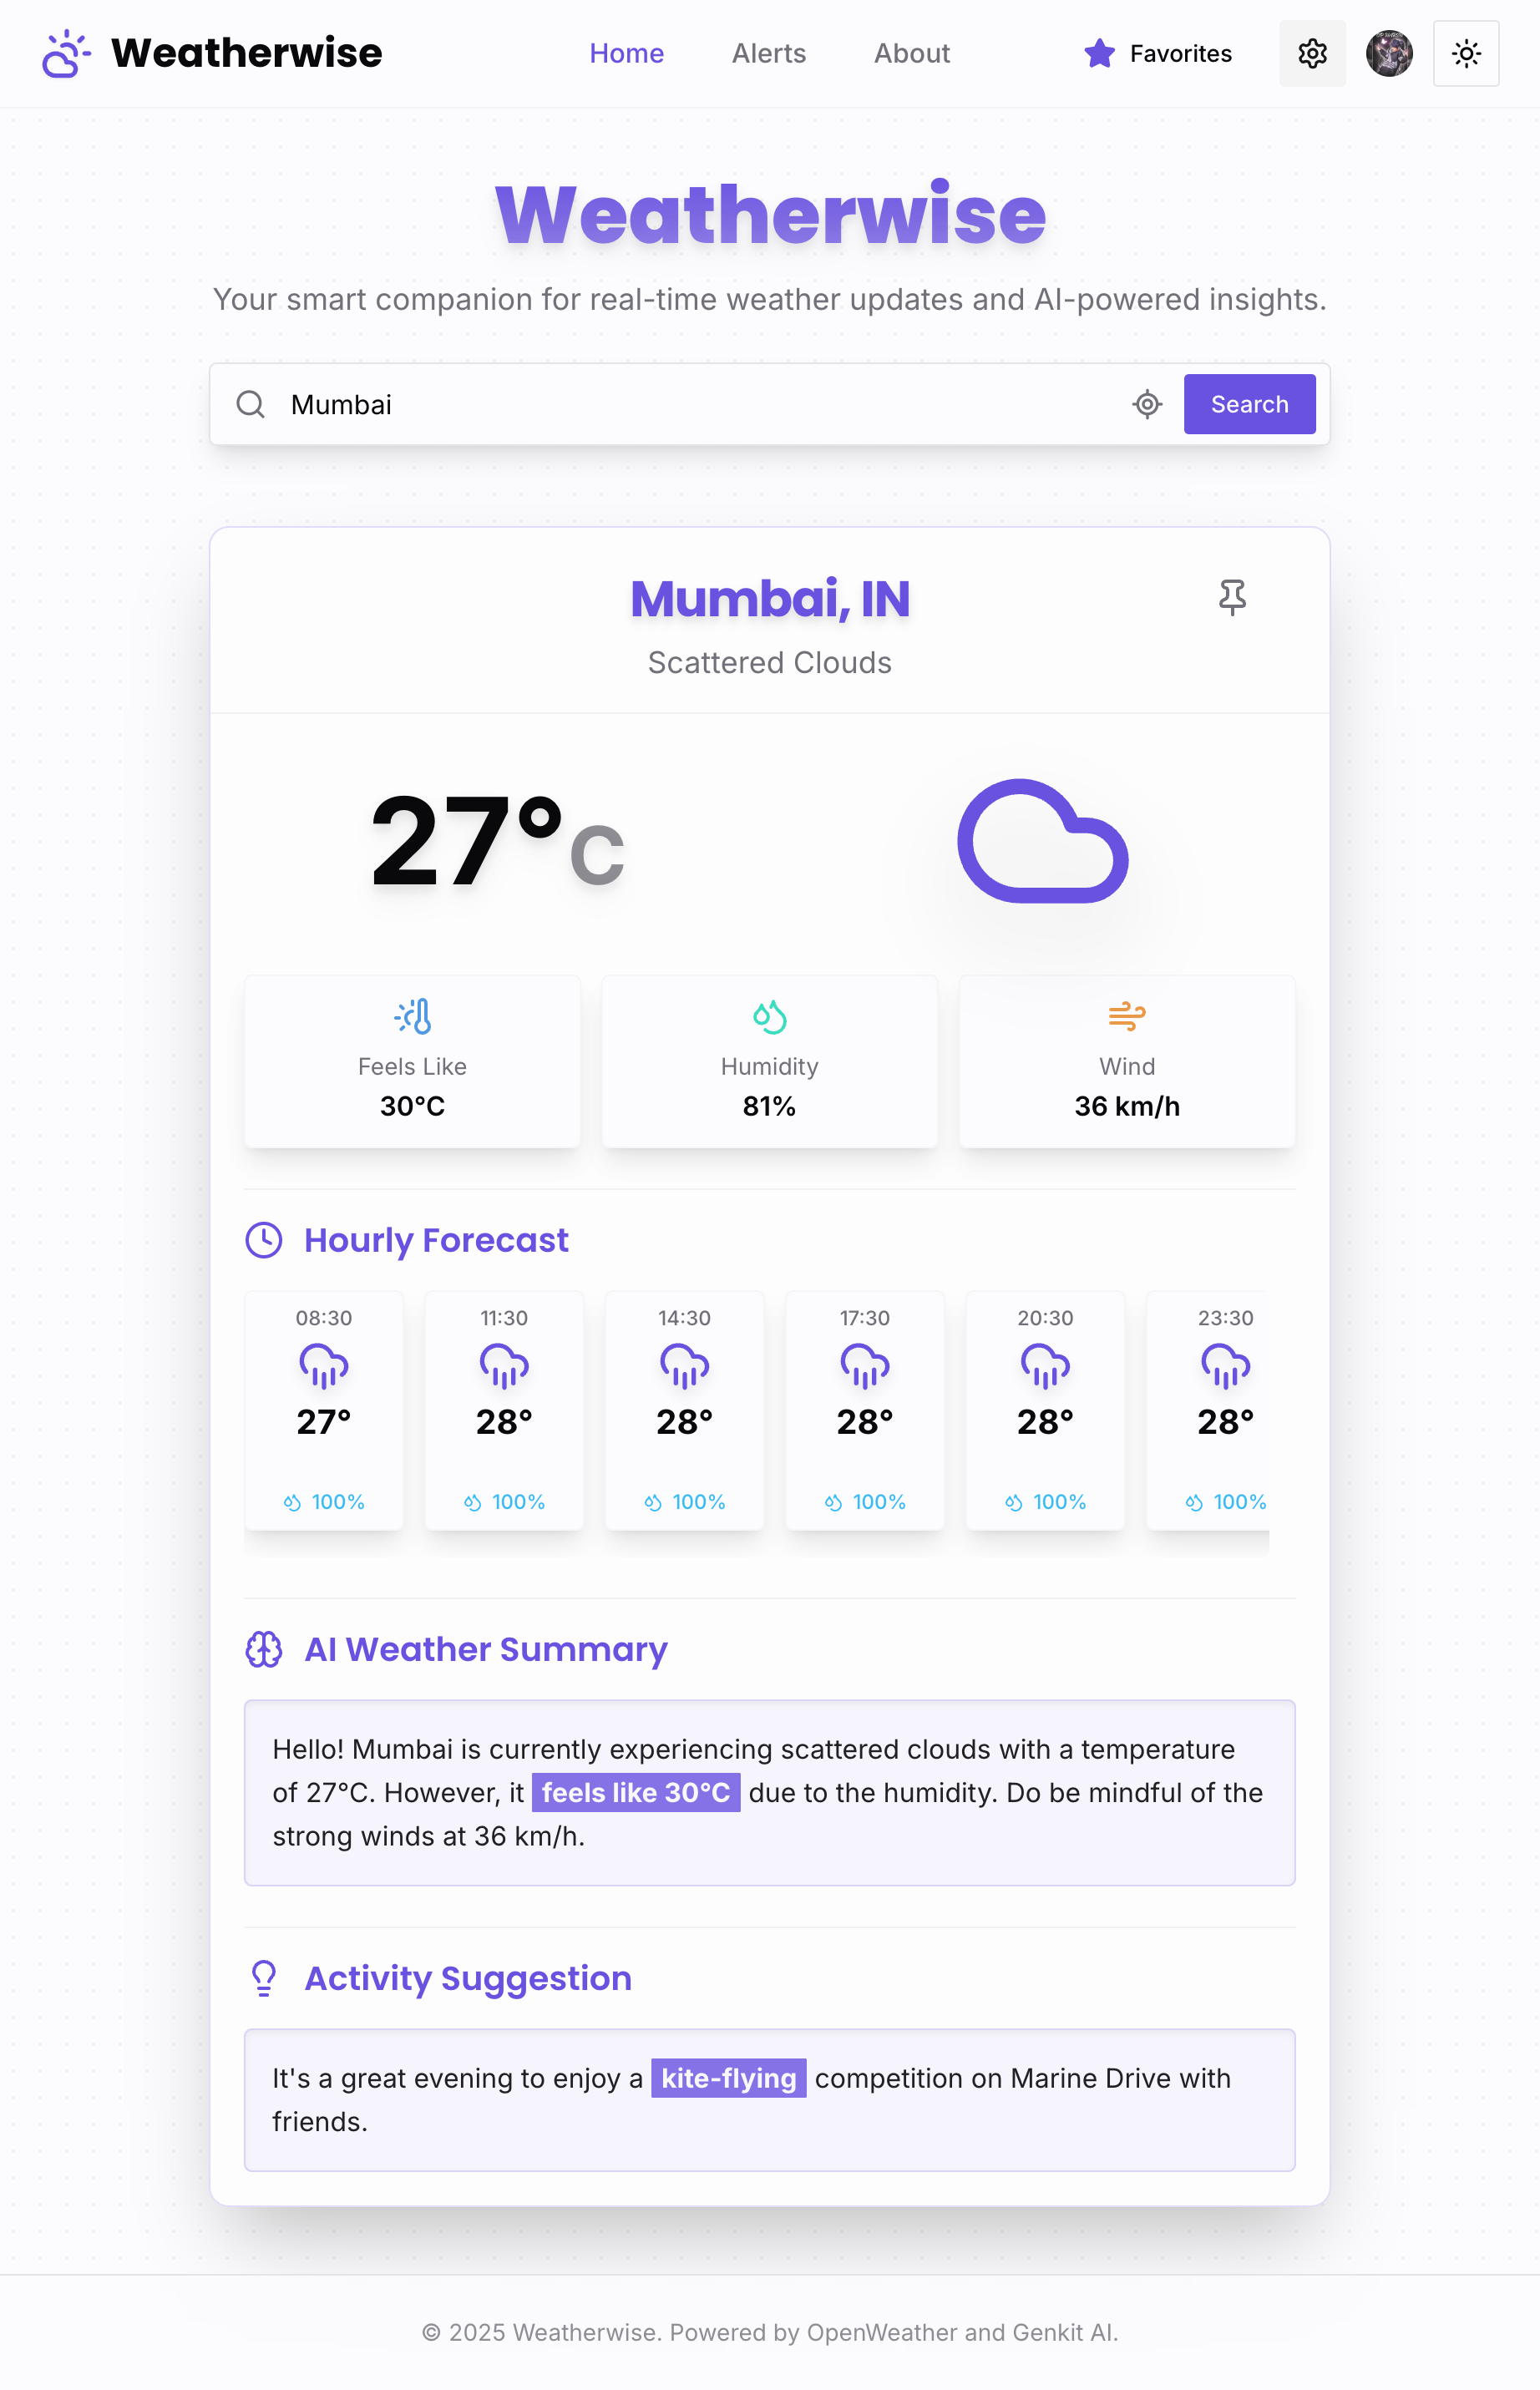 Weatherwise
Home
Alerts
About
Favorites
Weatherwise
Your smart companion for real-time weather updates and AI-powered insights.
Mumbai
Search
Mumbai, IN
Scattered Clouds
27°C
Feels Like
30°C
Humidity
81%
Wind
36 km/h
Hourly Forecast
08:30
27°
100%
11:30
28°
100%
14:30
28°
100%
17:30
28°
100%
20:30
28°
100%
23:30
28°
100%
AI Weather Summary
Hello! Mumbai is currently experiencing scattered clouds with a temperature
of 27°C. However, it feels like 30°C due to the humidity. Do be mindful of the
strong winds at 36 km/h.
Activity Suggestion
It's a great evening to enjoy a kite-flying competition on Marine Drive with
friends.
© 2025 Weatherwise. Powered by OpenWeather and Genkit AI.